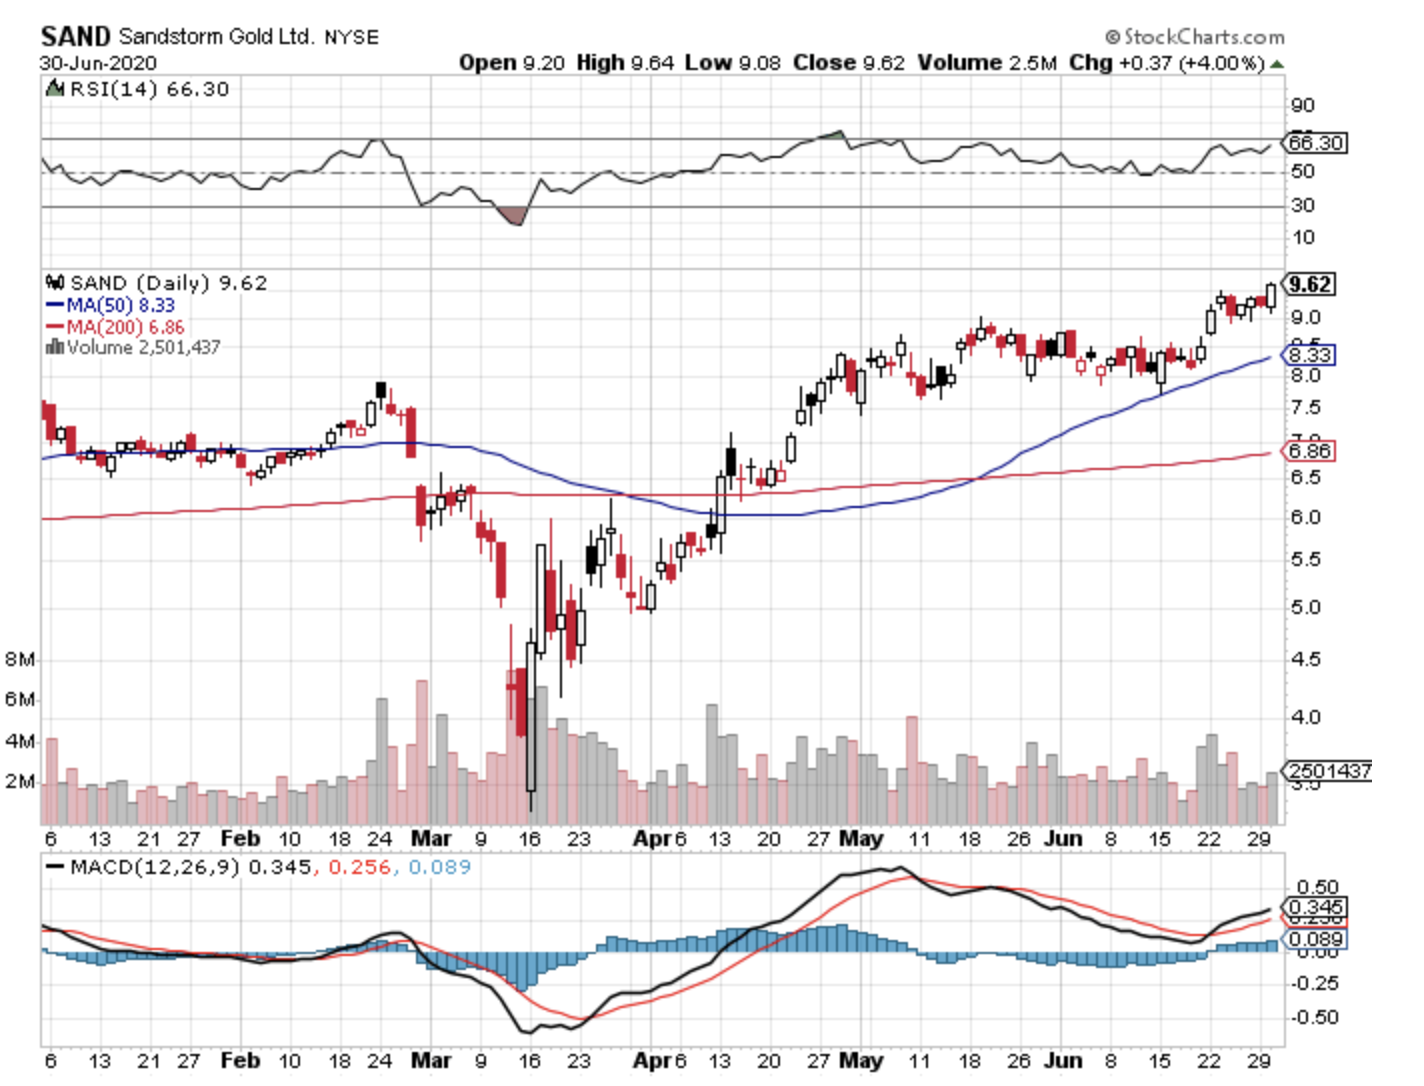 SAND Sandstorm Gold Ltd. NYSE © StockCharts.com
30-Jun-2020 Open 9.20 High 9.64 Low 9.08 Close 9.62 Volume 2.5M Chg +0.37 (+4.00%)
RSI(14) 66.30
90
66.30
50
30
10
SAND (Daily) 9.62
MA(50) 8.33
MA(200) 6.86
Volume 2,501,437
9.62
9.0
8.33
8.0
7.5
6.86
6.5
6.0
5.5
5.0
4.5
4.0
2501437
8M
6M
4M
2M
6 13 21 27 Feb 10 18 24 Mar 9 16 23 Apr 6 13 20 27 May 11 18 26 Jun 8 15 22 29
MACD(12,26,9) 0.345, 0.256, 0.089
0.50
0.345
0.089
0.00
-0.25
-0.50
6 13 21 27 Feb 10 18 24 Mar 9 16 23 Apr 6 13 20 27 May 11 18 26 Jun 8 15 22 29